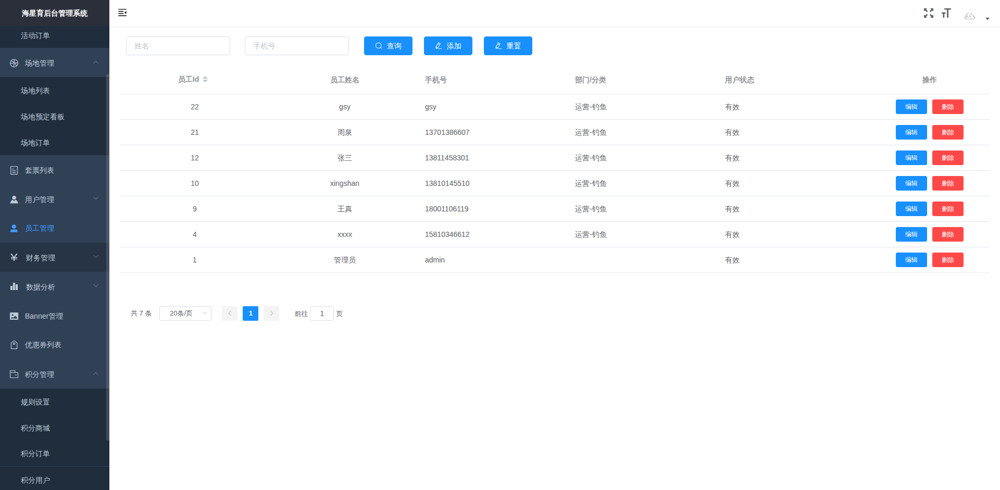 海星育后台管理系统
活动订单
场地管理
场地列表
场地预定看板
场地订单
套票列表
用户管理
员工管理
财务管理
数据分析
Banner管理
优惠券列表
积分管理
规则设置
积分商城
积分订单
积分用户
姓名 手机号 查询 添加 重置
员工Id 员工姓名 手机号 部门/分类 用户状态 操作
22 gsy gsy 运营-钓鱼 有效 编辑 删除
21 周泉 13701386607 运营-钓鱼 有效 编辑 删除
12 张三 13811458301 运营-钓鱼 有效 编辑 删除
10 xingshan 13810145510 运营-钓鱼 有效 编辑 删除
9 王真 18001106119 运营-钓鱼 有效 编辑 删除
4 xxxx 15810346612 运营-钓鱼 有效 编辑 删除
1 管理员 admin 有效 编辑 删除
共 7 条 20条/页 1 前往 1 页